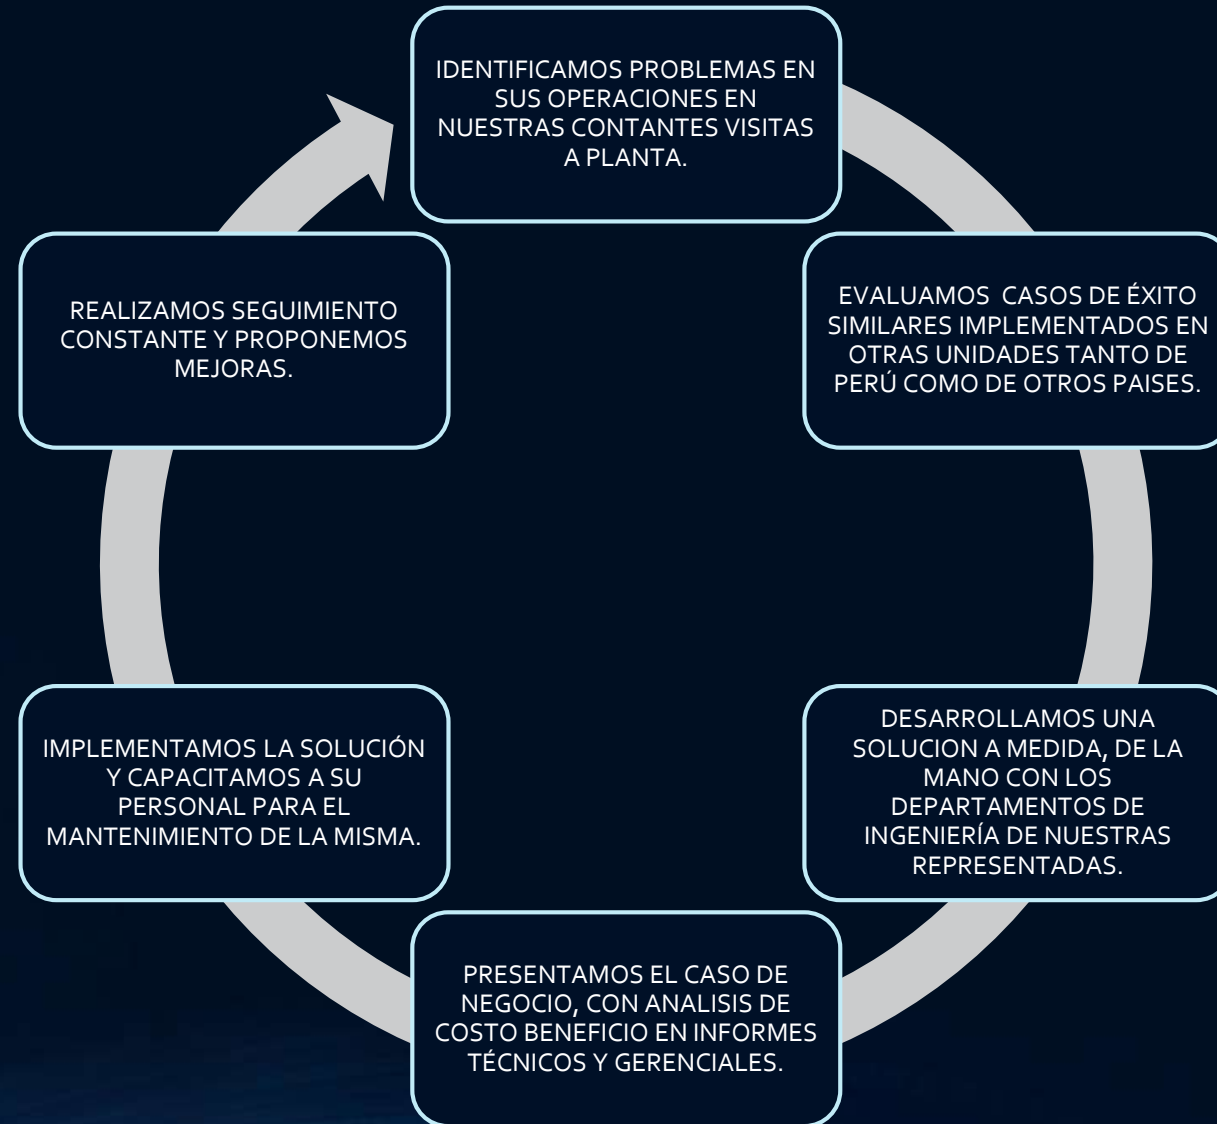 IDENTIFICAMOS PROBLEMAS EN
SUS OPERACIONES EN
NUESTRAS CONTANTES VISITAS
A PLANTA.
EVALUAMOS  CASOS DE ÉXITO
SIMILARES IMPLEMENTADOS EN
OTRAS UNIDADES TANTO DE
PERÚ COMO DE OTROS PAISES.
DESARROLLAMOS UNA
SOLUCION A MEDIDA, DE LA
MANO CON LOS
DEPARTAMENTOS DE
INGENIERÍA DE NUESTRAS
REPRESENTADAS.
PRESENTAMOS EL CASO DE
NEGOCIO, CON ANALISIS DE
COSTO BENEFICIO EN INFORMES
TÉCNICOS Y GERENCIALES.
IMPLEMENTAMOS LA SOLUCIÓN
Y CAPACITAMOS A SU
PERSONAL PARA EL
MANTENIMIENTO DE LA MISMA.
REALIZAMOS SEGUIMIENTO
CONSTANTE Y PROPONEMOS
MEJORAS.